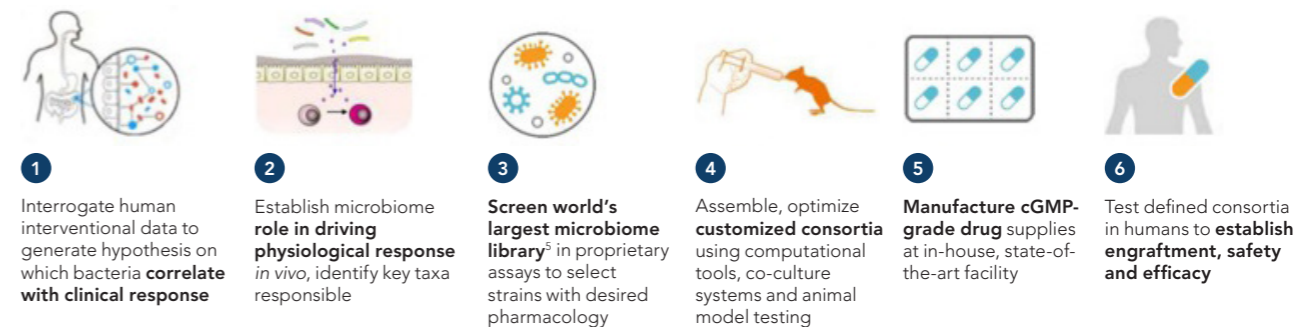 1
Interrogate human
interventional data to
generate hypothesis on
which bacteria correlate
with clinical response
2
Establish microbiome
role in driving
physiological response
in vivo, identify key taxa
responsible
3
Screen world's
largest microbiome
library5 in proprietary
assays to select
strains with desired
pharmacology
4
Assemble, optimize
customized consortia
using computational
tools, co-culture
systems and animal
model testing
5
Manufacture cGMP-
grade drug supplies
at in-house, state-of-
the-art facility
6
Test defined consortia
in humans to establish
engraftment, safety
and efficacy